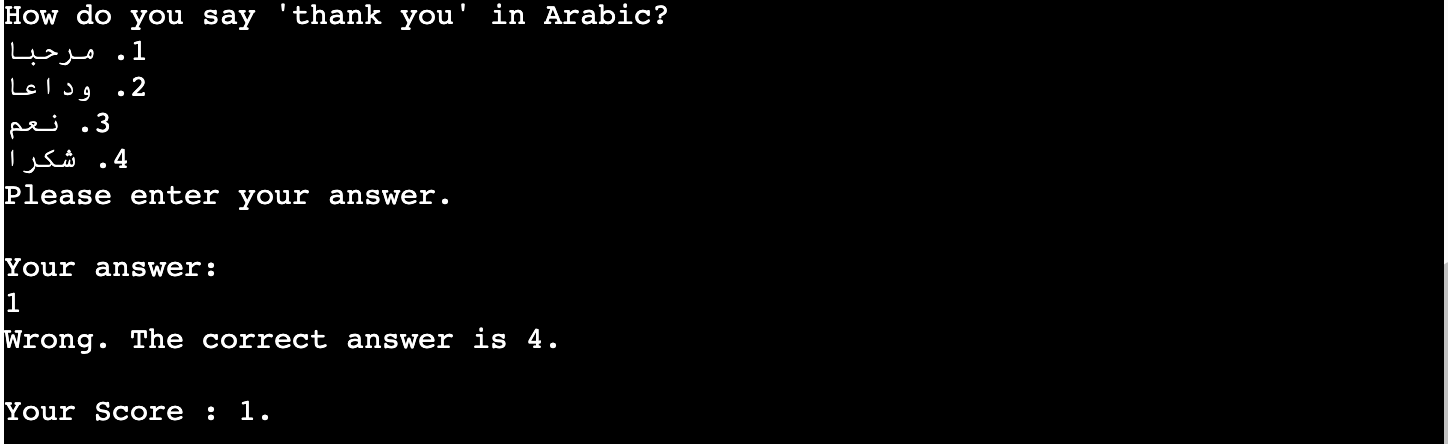 How do you say 'thank you' in Arabic?
1. مرحبا
2. وداعا
3. نعم
4. شكرا
Please enter your answer.
Your answer:
1
Wrong. The correct answer is 4.
Your Score : 1.